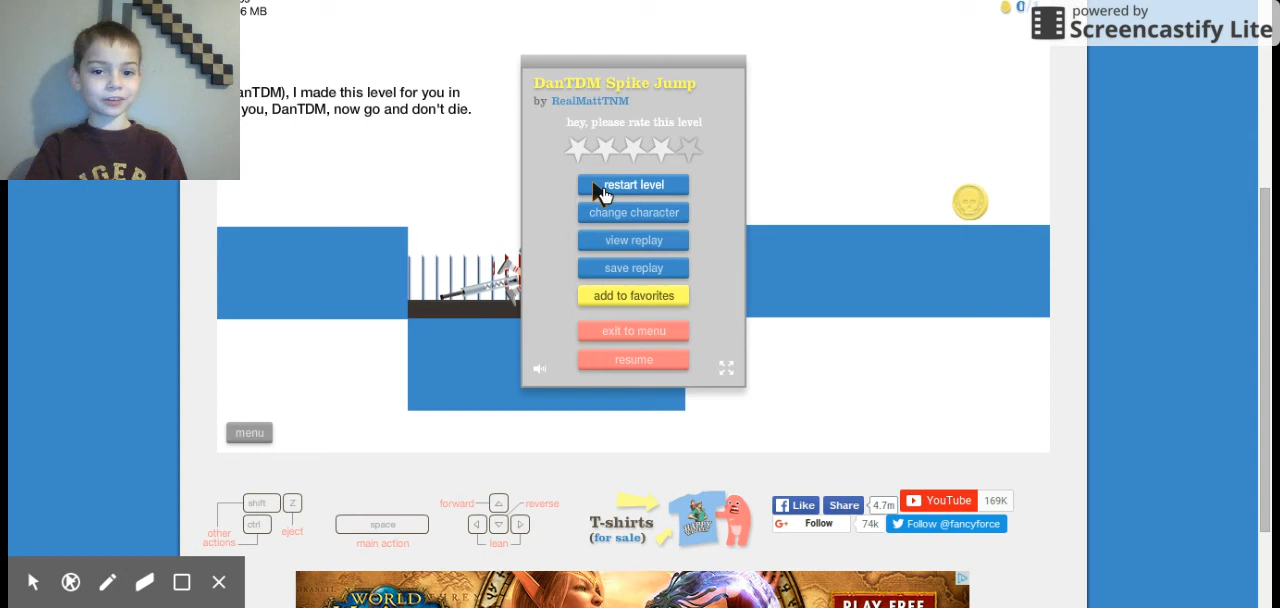 6 MB
0/
powered by
Screencastify Lite
anTDM), I made this level for you in
you, DanTDM, now go and don't die.
DanTDM Spike Jump
by RealMattTNM
hey, please rate this level
restart level
change character
view replay
save replay
add to favorites
exit to menu
resume
menu
shift
Z
ctrl
other
actions
eject
space
main action
forward
reverse
lean
T-shirts
(for sale)
Like
Share
4.7m
YouTube
169K
G+ Follow
74k
Follow @fancyforce
WORLD
PLAY FREE